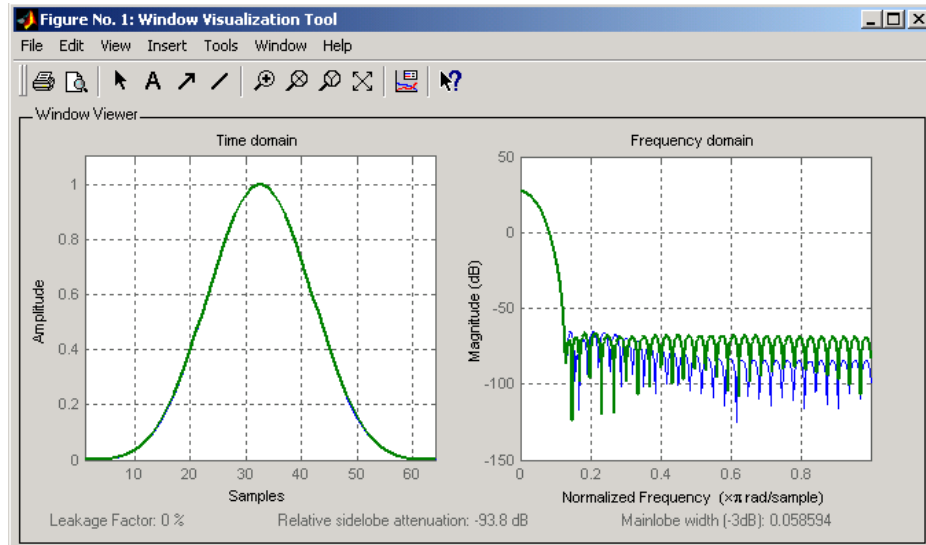 Figure No. 1: Window Visualization Tool
File Edit View Insert Tools Window Help
A
Window Viewer
Time domain
Amplitude
1
0.8
0.6
0.4
0.2
0
10 20 30 40 50 60
Samples
Frequency domain
Magnitude (dB)
50
0
-50
-100
-150
0 0.2 0.4 0.6 0.8
Normalized Frequency (×π rad/sample)
Leakage Factor: 0 %
Relative sidelobe attenuation: -93.8 dB
Mainlobe width (-3dB): 0.058594